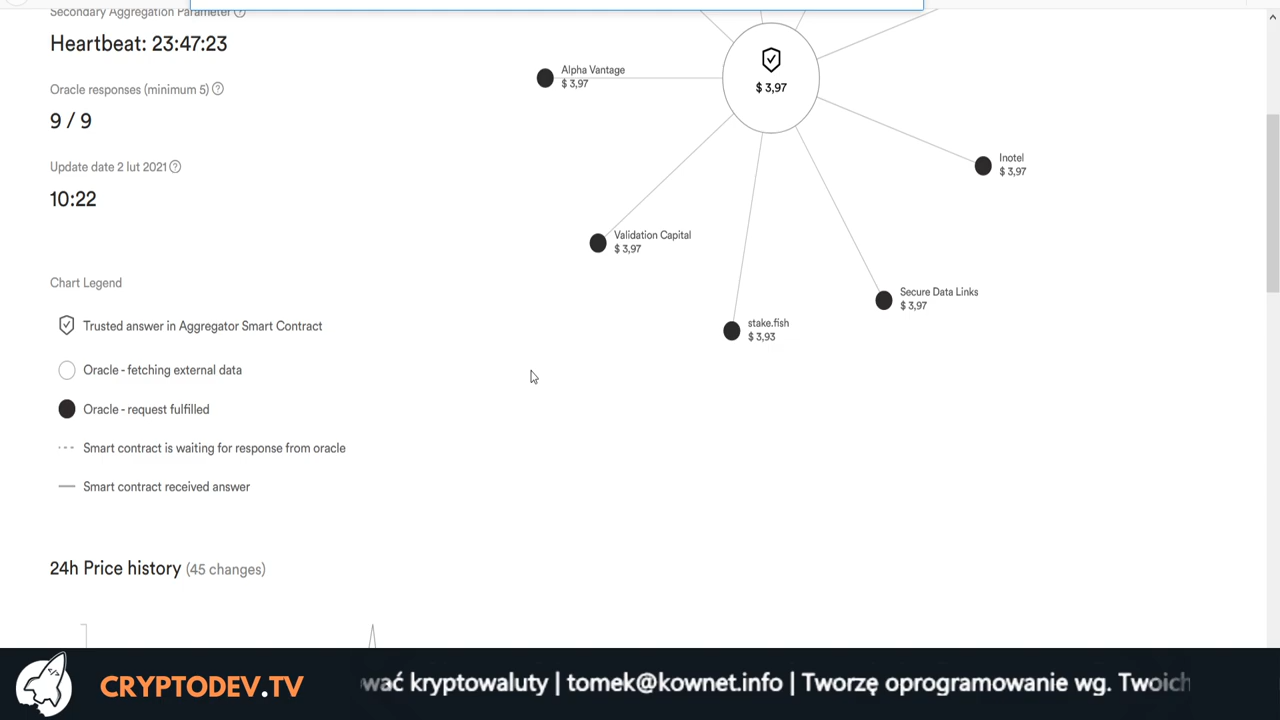 Secondary Aggregation Parameter
Heartbeat: 23:47:23
Oracle responses (minimum 5)
9 / 9
Update date 2 lut 2021
10:22
Alpha Vantage
$ 3,97
$ 3,97
Inotel
$ 3,97
Validation Capital
$ 3,97
Secure Data Links
$ 3,97
stake.fish
$ 3,93
Chart Legend
Trusted answer in Aggregator Smart Contract
Oracle - fetching external data
Oracle - request fulfilled
Smart contract is waiting for response from oracle
Smart contract received answer
24h Price history (45 changes)
CRYPTODEV.TV
wać kryptowaluty | tomek@kownet.info | Tworzę oprogramowanie wg. Twoich